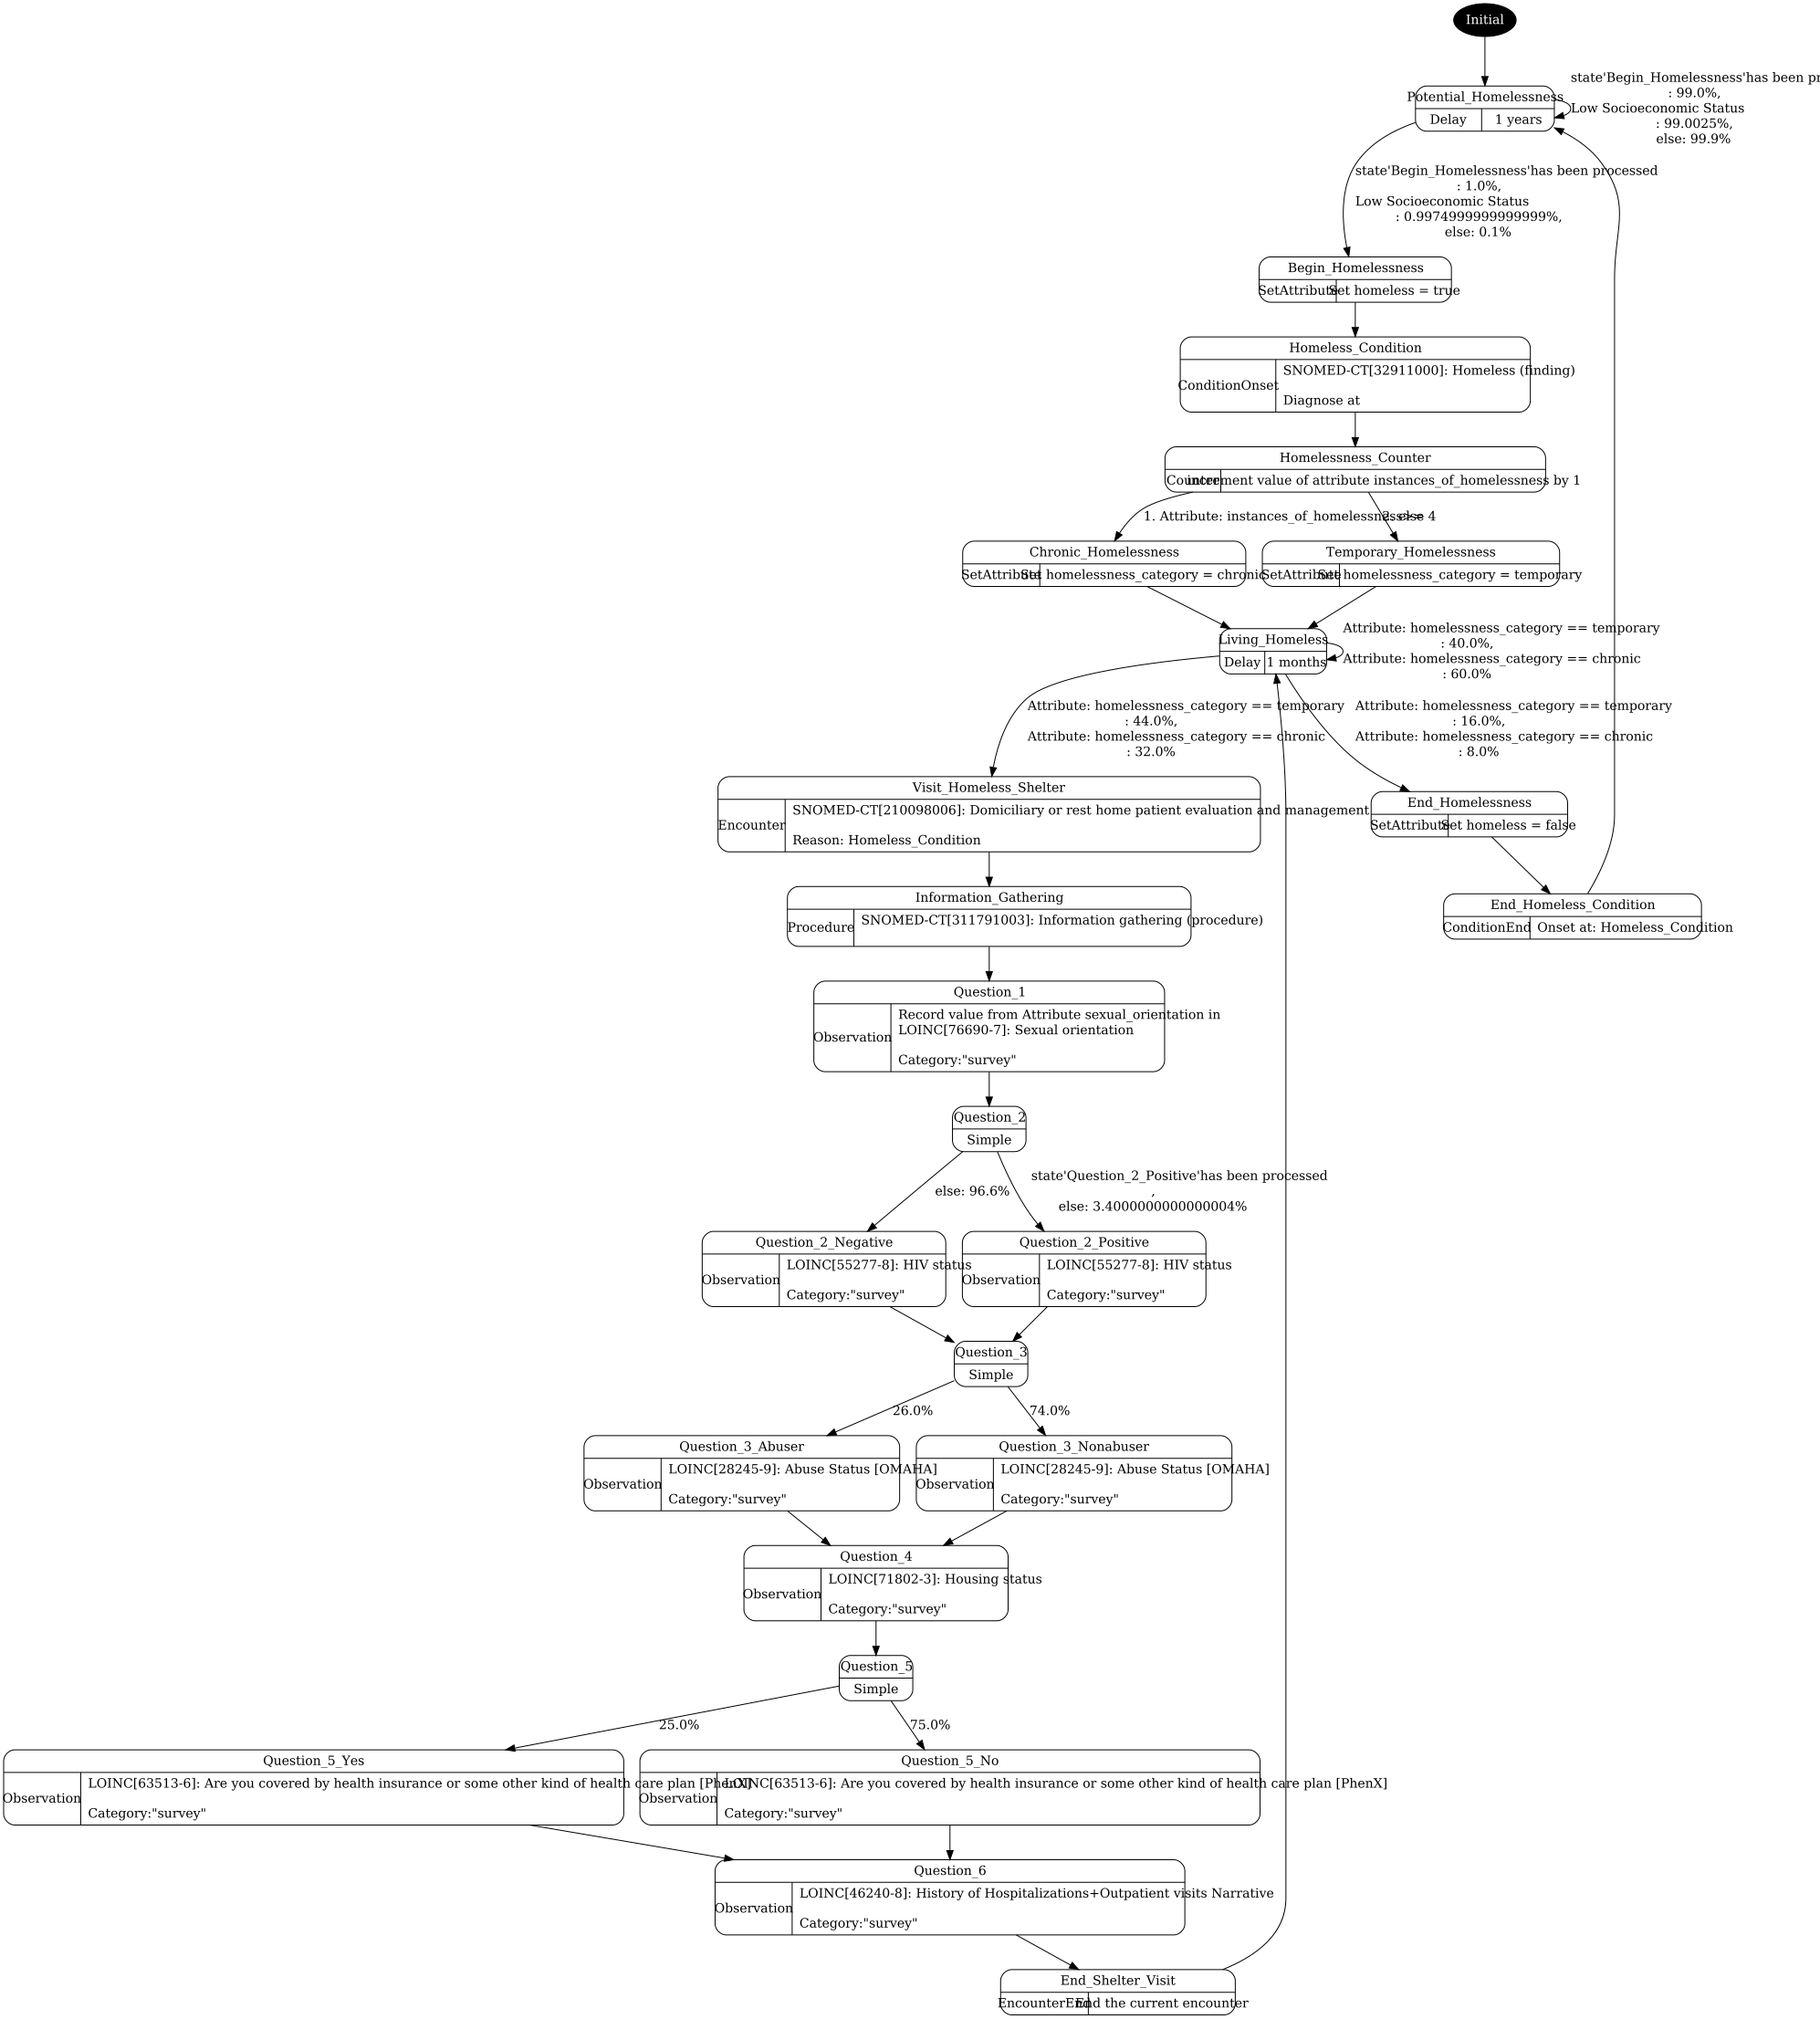 Initial
state'Begin_Homelessness'has been pr
: 99.0%,
Low Socioeconomic Status
: 99.0025%,
else: 99.9%
Potential_Homelessness
Delay 1 years
state'Begin_Homelessness'has been processed
: 1.0%,
Low Socioeconomic Status
: 0.9974999999999999%,
else: 0.1%
Begin_Homelessness
SetAttribute Set homeless = true
Homeless_Condition
ConditionOnset
SNOMED-CT[32911000]: Homeless (finding)
Diagnose at
Homelessness_Counter
Counter increment value of attribute instances_of_homelessness by 1
1. Attribute: instances_of_homelessness >= 4
2. else
Chronic_Homelessness
SetAttribute Set homelessness_category = chronic
Temporary_Homelessness
SetAttribute Set homelessness_category = temporary
Living_Homeless
Delay 1 months
Attribute: homelessness_category == temporary
: 40.0%,
Attribute: homelessness_category == chronic
: 60.0%
Attribute: homelessness_category == temporary
: 44.0%,
Attribute: homelessness_category == chronic
: 32.0%
Attribute: homelessness_category == temporary
: 16.0%,
Attribute: homelessness_category == chronic
: 8.0%
Visit_Homeless_Shelter
Encounter
SNOMED-CT[210098006]: Domiciliary or rest home patient evaluation and management
Reason: Homeless_Condition
End_Homelessness
SetAttribute Set homeless = false
Information_Gathering
Procedure
SNOMED-CT[311791003]: Information gathering (procedure)
End_Homeless_Condition
ConditionEnd Onset at: Homeless_Condition
Question_1
Observation
Record value from Attribute sexual_orientation in
LOINC[76690-7]: Sexual orientation
Category:"survey"
Question_2
Simple
else: 96.6%
state'Question_2_Positive'has been processed
,
else: 3.4000000000000004%
Question_2_Negative
Observation
LOINC[55277-8]: HIV status
Category:"survey"
Question_2_Positive
Observation
LOINC[55277-8]: HIV status
Category:"survey"
Question_3
Simple
26.0%
74.0%
Question_3_Abuser
Observation
LOINC[28245-9]: Abuse Status [OMAHA]
Category:"survey"
Question_3_Nonabuser
Observation
LOINC[28245-9]: Abuse Status [OMAHA]
Category:"survey"
Question_4
Observation
LOINC[71802-3]: Housing status
Category:"survey"
Question_5
Simple
25.0%
75.0%
Question_5_Yes
Observation
LOINC[63513-6]: Are you covered by health insurance or some other kind of health care plan [PhenX]
Category:"survey"
Question_5_No
Observation
LOINC[63513-6]: Are you covered by health insurance or some other kind of health care plan [PhenX]
Category:"survey"
Question_6
Observation
LOINC[46240-8]: History of Hospitalizations+Outpatient visits Narrative
Category:"survey"
End_Shelter_Visit
EncounterEnd End the current encounter